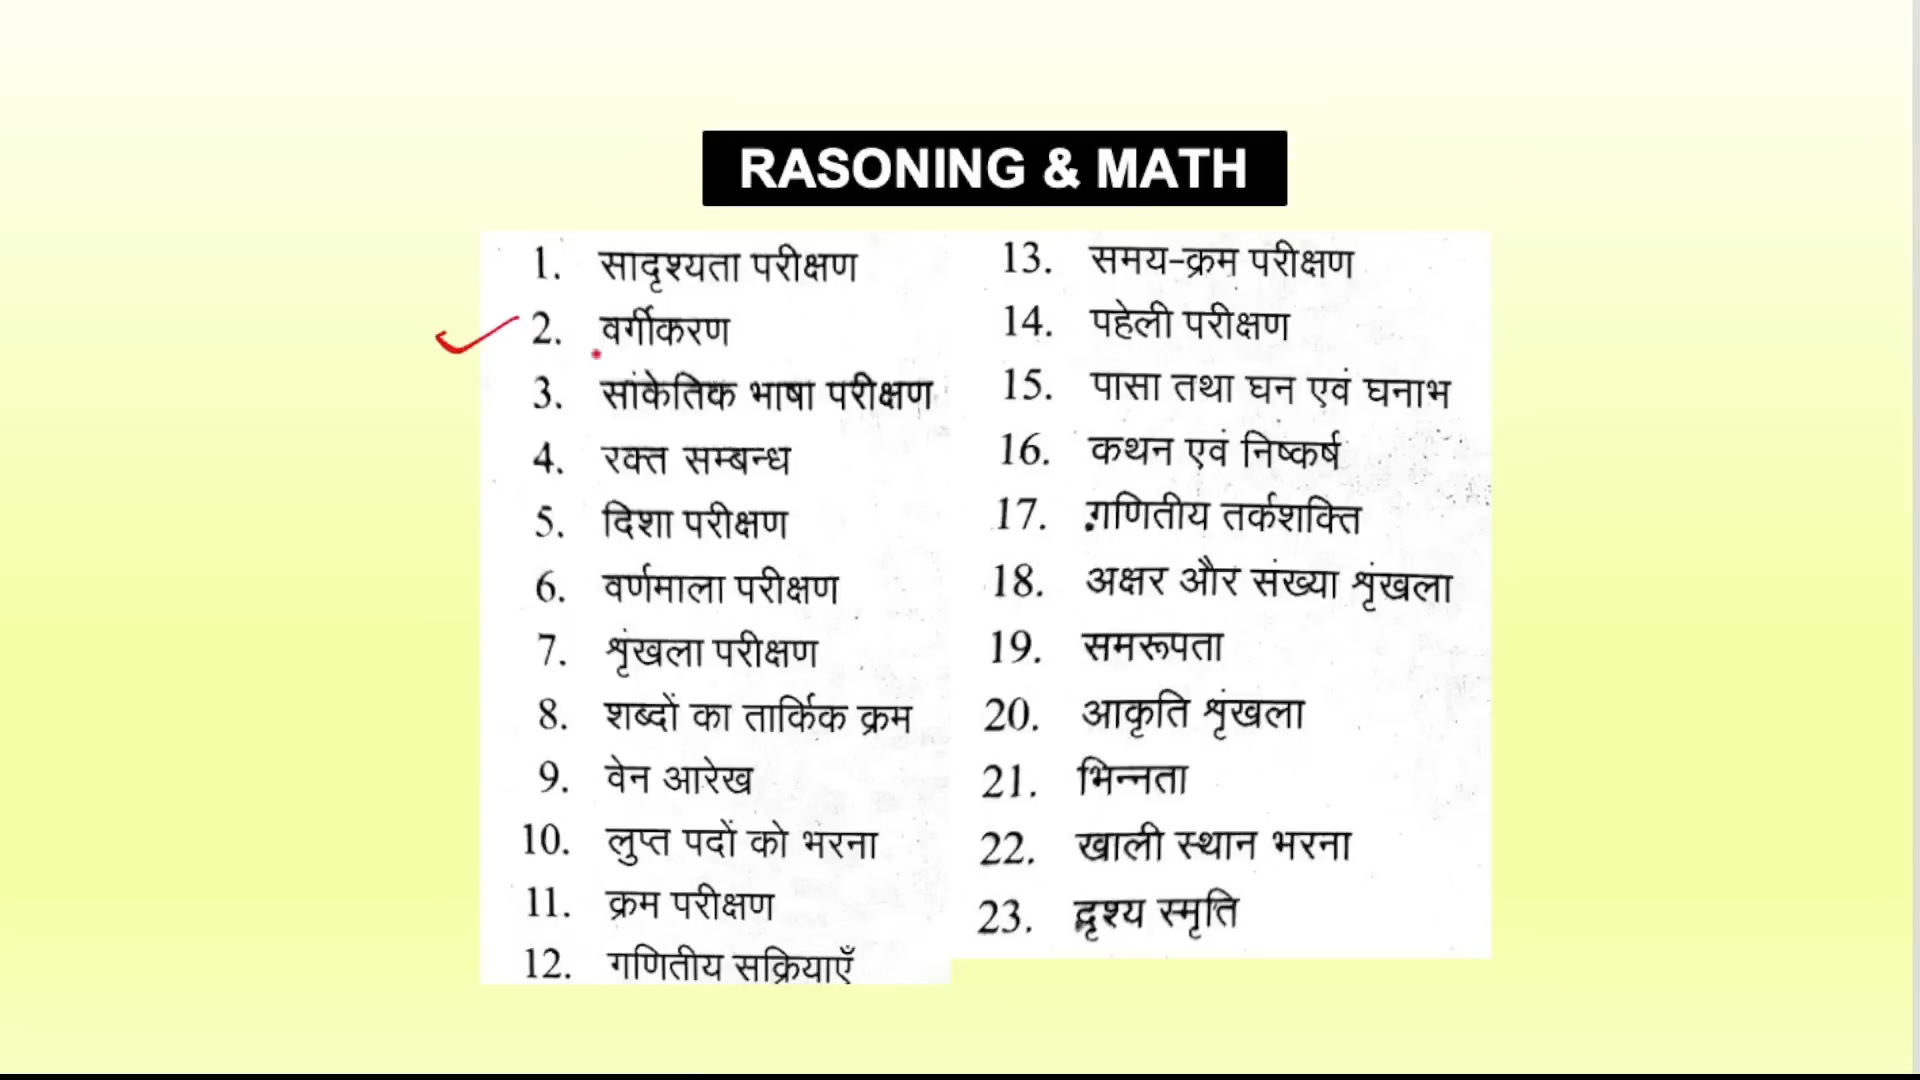 RASONING & MATH
1. सादृश्यता परीक्षण
2. वर्गीकरण
3. सांकेतिक भाषा परीक्षण
4. रक्त सम्बन्ध
5. दिशा परीक्षण
6. वर्णमाला परीक्षण
7. शृंखला परीक्षण
8. शब्दों का तार्किक क्रम
9. वेन आरेख
10. लुप्त पदों को भरना
11. क्रम परीक्षण
12. गणितीय सक्रियाएँ
13. समय-क्रम परीक्षण
14. पहेली परीक्षण
15. पासा तथा घन एवं घनाभ
16. कथन एवं निष्कर्ष
17. गणितीय तर्कशक्ति
18. अक्षर और संख्या शृंखला
19. समरूपता
20. आकृति शृंखला
21. भिन्नता
22. खाली स्थान भरना
23. दृश्य स्मृति